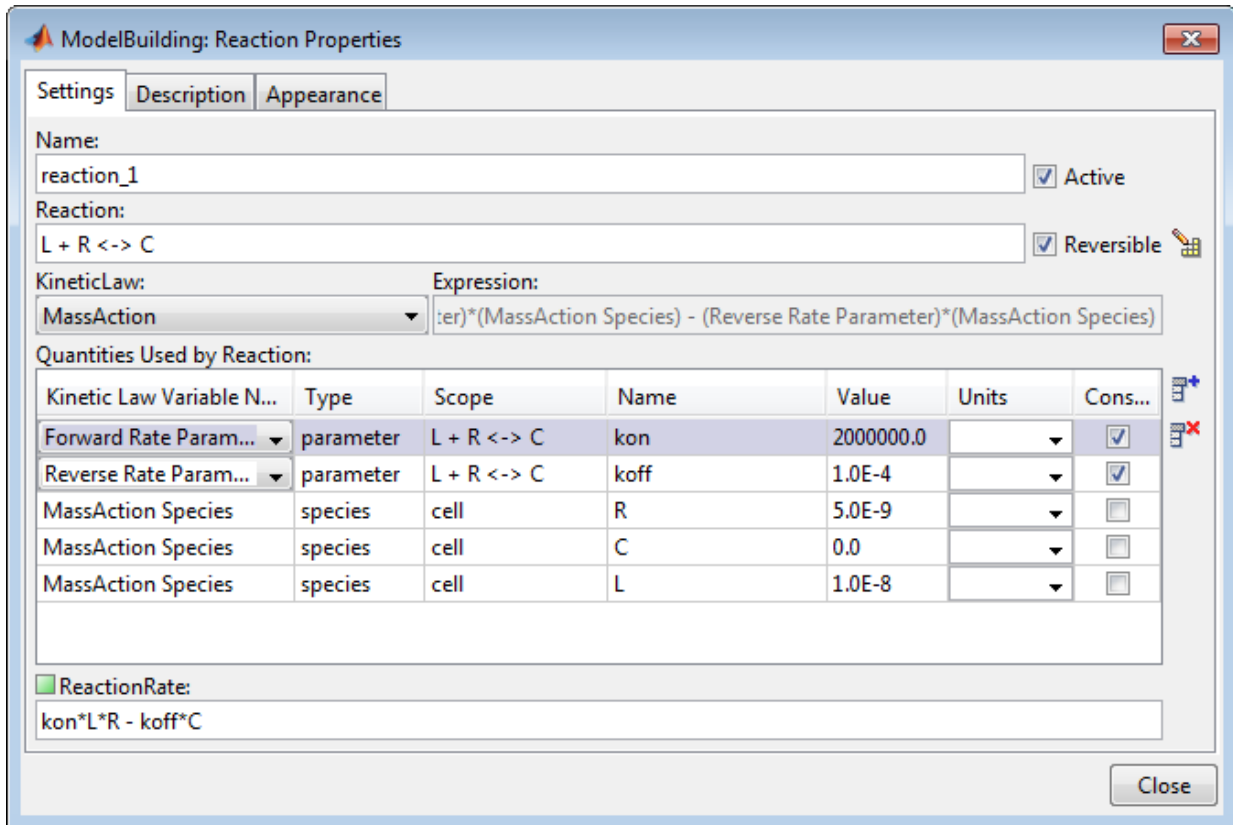 ModelBuilding: Reaction Properties
Settings Description Appearance
Name:
reaction_1 Active
Reaction:
L + R <-> C Reversible
KineticLaw: Expression:
MassAction :er)*(MassAction Species) - (Reverse Rate Parameter)*(MassAction Species)
Quantities Used by Reaction:
Kinetic Law Variable N... Type Scope Name Value Units Cons...
Forward Rate Param... parameter L + R <-> C kon 2000000.0
Reverse Rate Param... parameter L + R <-> C koff 1.0E-4
MassAction Species species cell R 5.0E-9
MassAction Species species cell C 0.0
MassAction Species species cell L 1.0E-8
ReactionRate:
kon*L*R - koff*C
Close